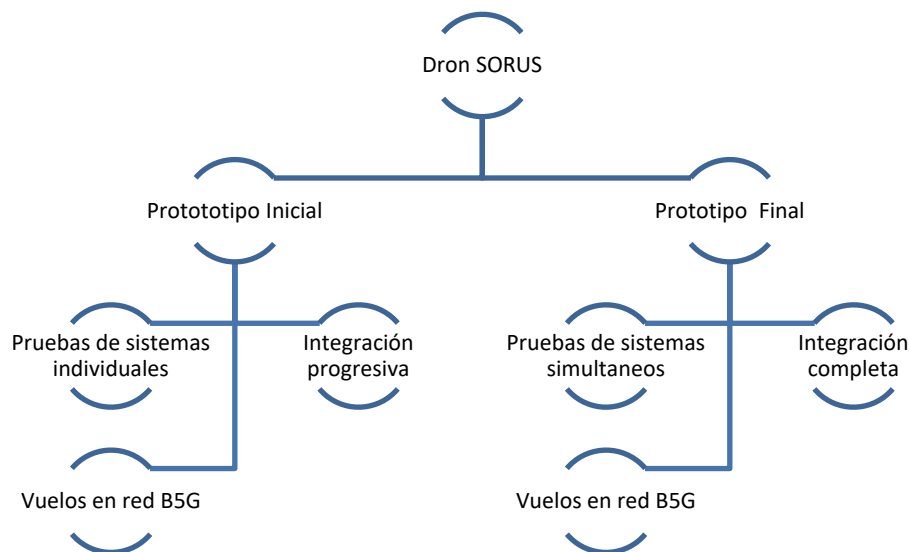 Dron SORUS
Protototipo Inicial
Prototipo Final
Pruebas de sistemas
individuales
Integración
progresiva
Pruebas de sistemas
simultaneos
Integración
completa
Vuelos en red B5G
Vuelos en red B5G